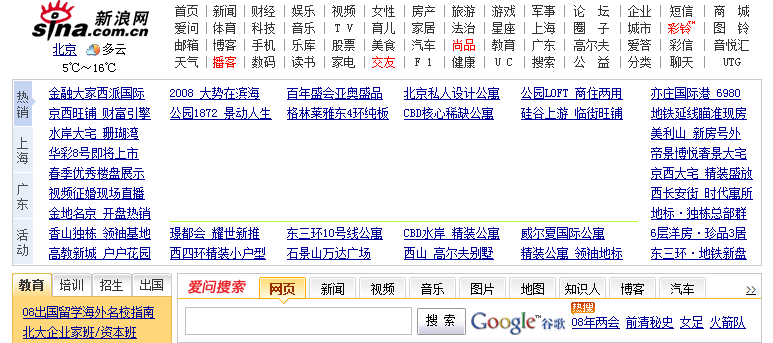 sina 新浪网
com.cn
北京 多云
5℃～16℃
首页 新闻 财经 娱乐 视频 女性 房产 旅游 游戏 军事 论 坛 企业 短信 商 城
爱问 体育 科技 音乐 T V 育儿 家居 法治 星座 上海 圈 子 城市 彩铃 图 铃
邮箱 博客 手机 乐库 股票 美食 汽车 尚品 教育 广东 高尔夫 爱答 彩信 音悦汇
天气 播客 数码 读书 家电 交友 F1 健康 UC 搜索 公 益 分类 聊天 UTG
热销
上海
广东
活动
金融大家西派国际 2008 大势在滨海 百年盛会亚奥盛品 北京私人设计公寓 公园LOFT 商住两用 亦庄国际港 6980
京西旺铺 财富引擎 公园1872 景动人生 格林莱雅东4环纯板 CBD核心稀缺公寓 硅谷上游 临街旺铺 地铁延线瞰淮现房
水岸大宅 珊瑚湾 美利山 新房号外
华彩8号即将上市 帝景博悦奢景大宅
春季优秀楼盘展示 京西大宅 精装盛放
视频征婚现场直播 西长安街 时代寓所
金地名京 开盘热销 地标·独栋总部群
香山独栋 领袖基地 璟都会 耀世新推 东三环10号线公寓 CBD水岸 精装公寓 威尔夏国际公寓 6层洋房·珍品3居
高教新城 户户花园 西四环精装小户型 石景山万达广场 西山 高尔夫别墅 精装公寓 领袖地标 东三环·地铁新盘
教育 培训 招生 出国
08出国留学海外名校指南
北大企业家班/资本班
爱问搜索 网页 新闻 视频 音乐 图片 地图 知识人 博客 汽车 >>
搜 索 Google™ 谷歌 热搜 08年两会 前清秘史 女足 火箭队